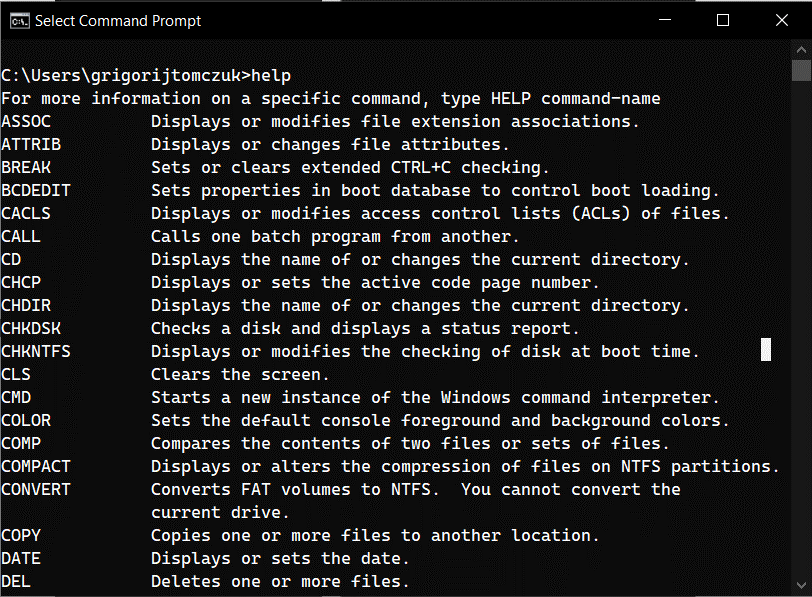 Select Command Prompt
C:\Users\grigorijtomczuk>help
For more information on a specific command, type HELP command-name
ASSOC          Displays or modifies file extension associations.
ATTRIB         Displays or changes file attributes.
BREAK          Sets or clears extended CTRL+C checking.
BCDEDIT        Sets properties in boot database to control boot loading.
CACLS          Displays or modifies access control lists (ACLs) of files.
CALL           Calls one batch program from another.
CD             Displays the name of or changes the current directory.
CHCP           Displays or sets the active code page number.
CHDIR          Displays the name of or changes the current directory.
CHKDSK         Checks a disk and displays a status report.
CHKNTFS        Displays or modifies the checking of disk at boot time.
CLS            Clears the screen.
CMD            Starts a new instance of the Windows command interpreter.
COLOR          Sets the default console foreground and background colors.
COMP           Compares the contents of two files or sets of files.
COMPACT        Displays or alters the compression of files on NTFS partitions.
CONVERT        Converts FAT volumes to NTFS.  You cannot convert the
               current drive.
COPY           Copies one or more files to another location.
DATE           Displays or sets the date.
DEL            Deletes one or more files.